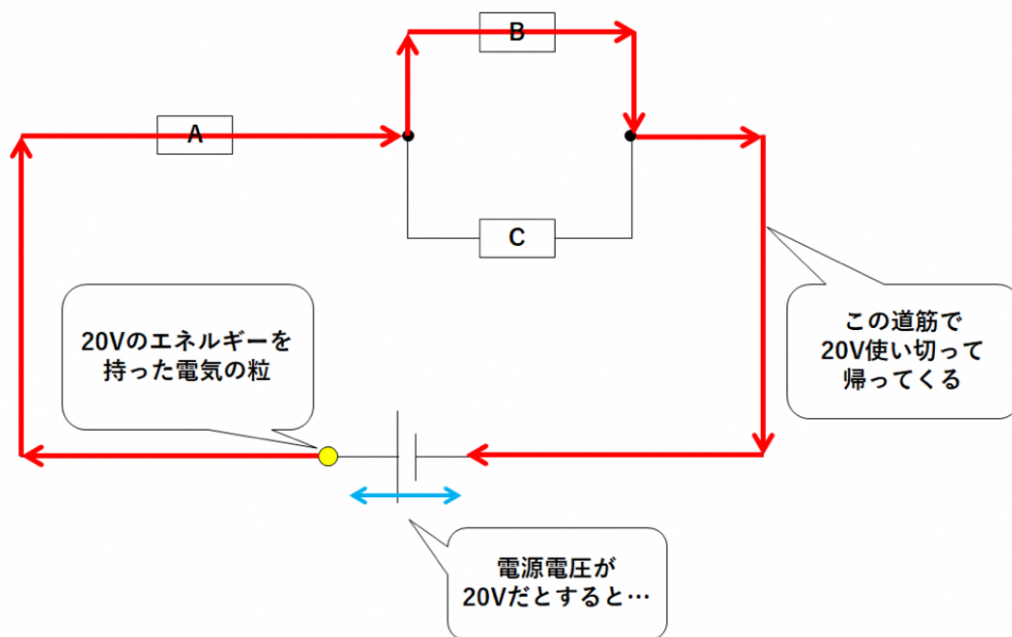 B
A
C
20Vのエネルギーを
持った電気の粒
この道筋で
20V使い切って
帰ってくる
電源電圧が
20Vだとすると…